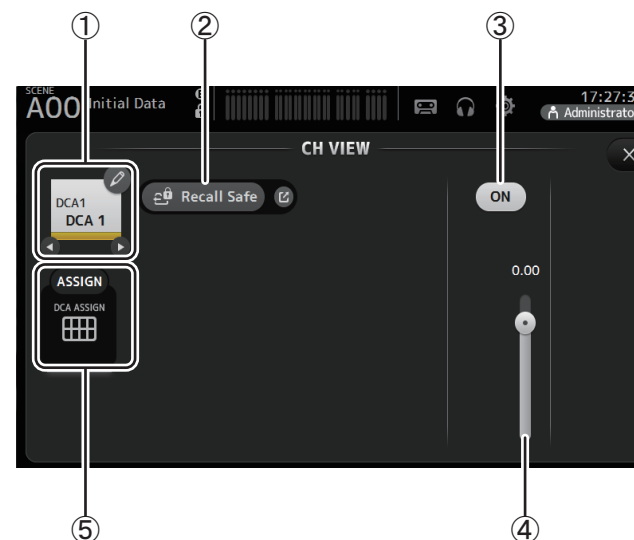 ① ② ③
SCENE
A00 Initial Data
17:27:3
Administrato
CH VIEW
DCA1
DCA 1
Recall Safe
ON
0.00
ASSIGN
DCA ASSIGN
⑤ ④